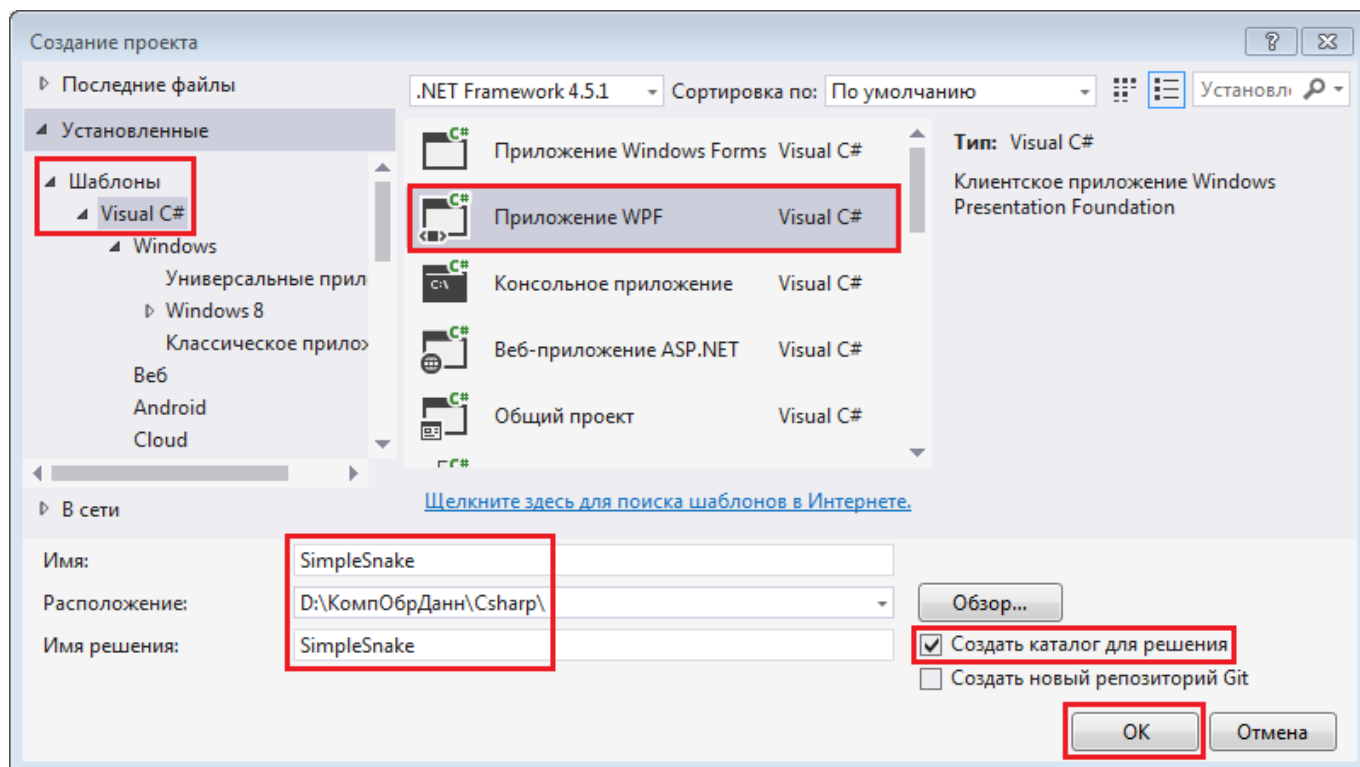 Создание проекта
Последние файлы
.NET Framework 4.5.1
Сортировка по:
По умолчанию
Установл
Установленные
Шаблоны
Visual C#
Windows
Универсальные прил
Windows 8
Классическое прилож
Веб
Android
Cloud
В сети
Приложение Windows Forms Visual C#
Приложение WPF Visual C#
Консольное приложение Visual C#
Веб-приложение ASP.NET Visual C#
Общий проект Visual C#
Щелкните здесь для поиска шаблонов в Интернете.
Тип: Visual C#
Клиентское приложение Windows
Presentation Foundation
Имя: SimpleSnake
Расположение: D:\КомпОбрДанн\Csharp\
Обзор...
Имя решения: SimpleSnake
Создать каталог для решения
Создать новый репозиторий Git
ОК
Отмена